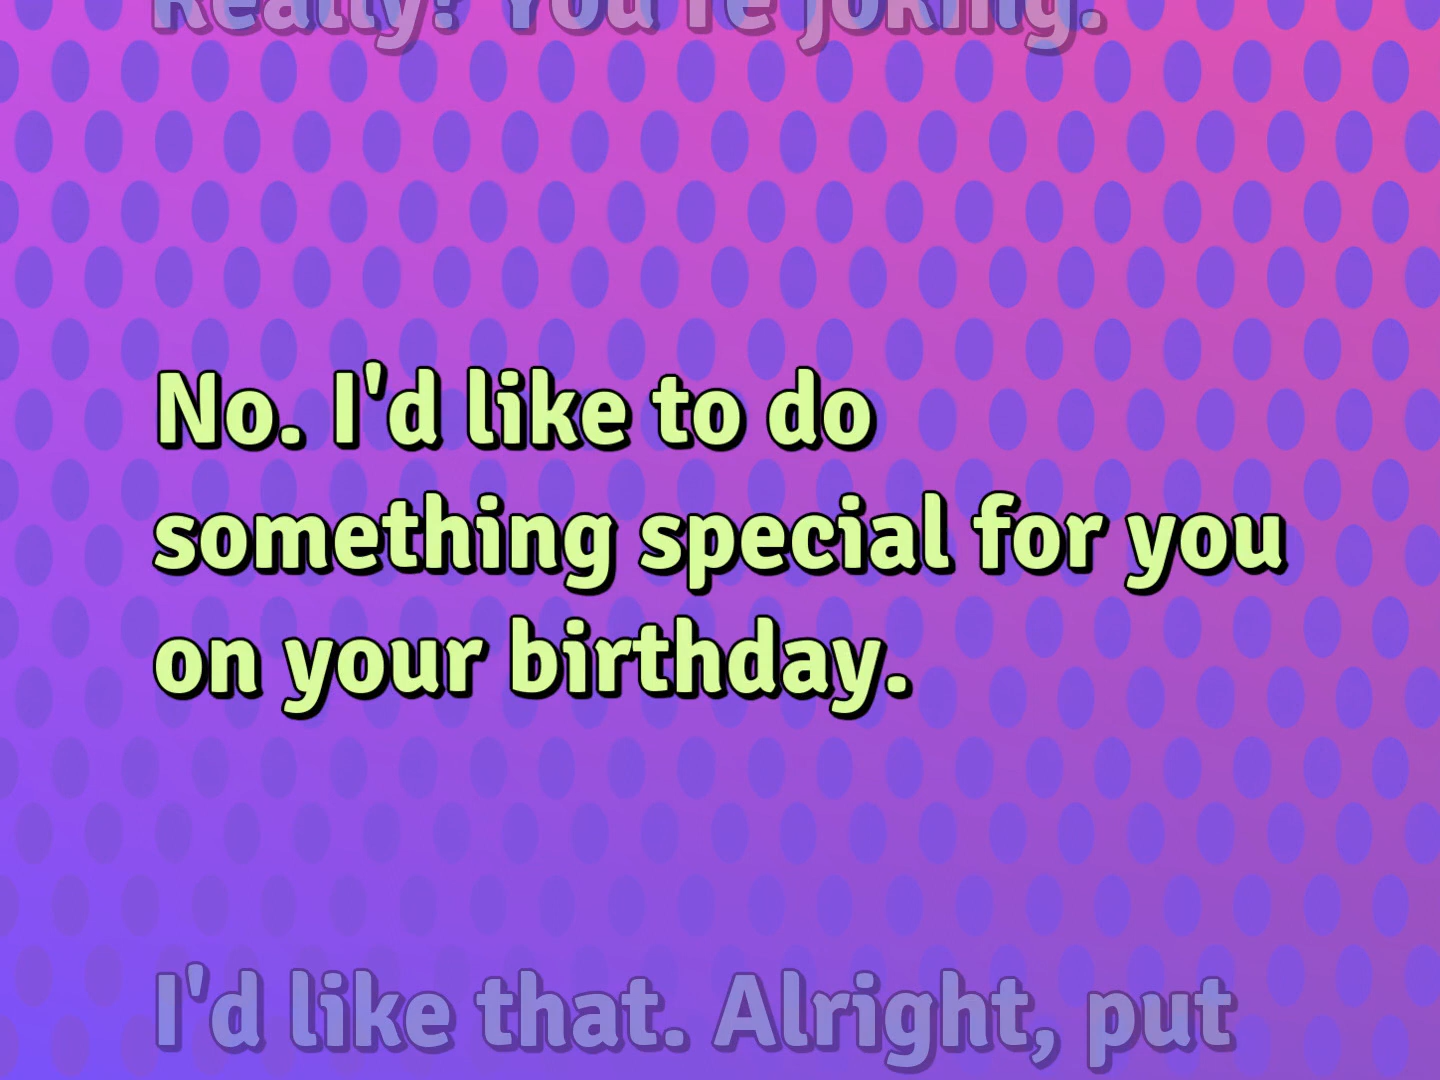 Really? You're joking.
No. I'd like to do
something special for you
on your birthday.
I'd like that. Alright, put